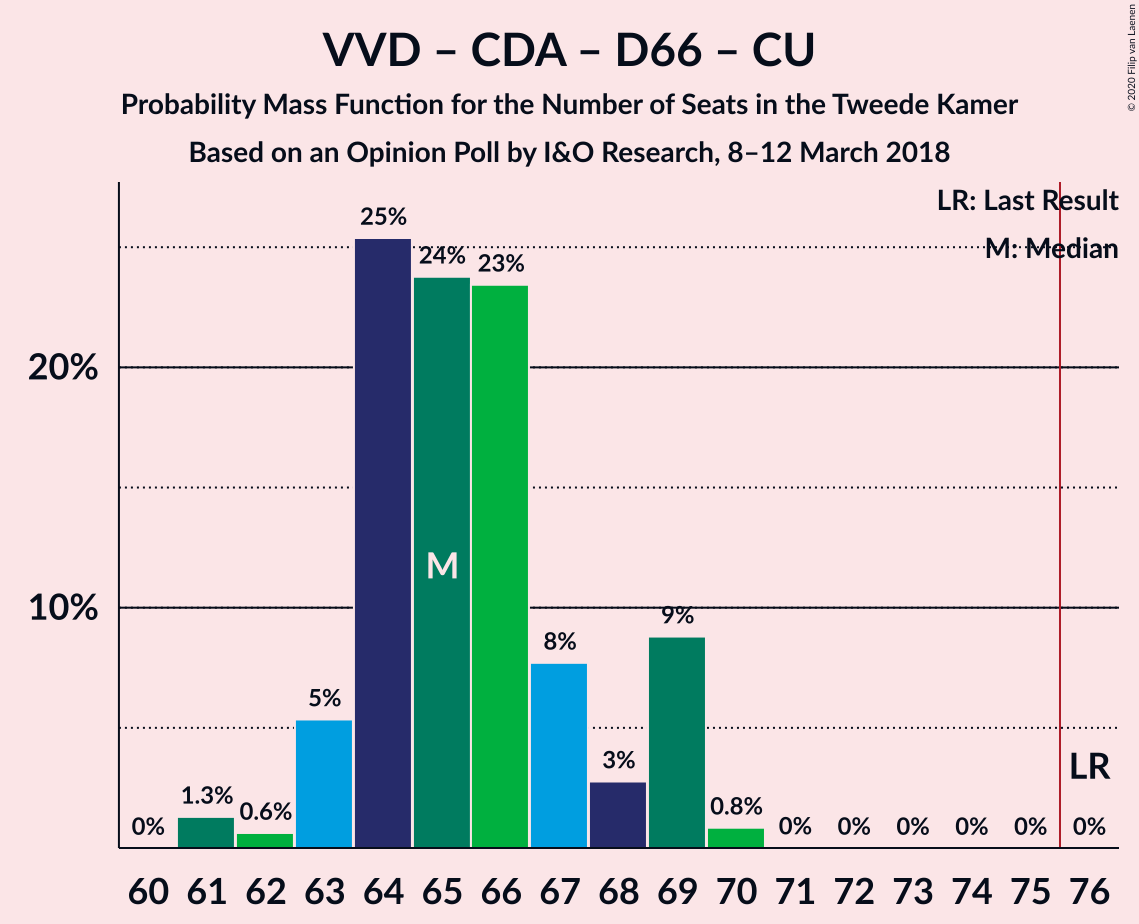 VVD – CDA – D66 – CU
Probability Mass Function for the Number of Seats in the Tweede Kamer
Based on an Opinion Poll by I&O Research, 8–12 March 2018
© 2020 Filip van Laenen
LR: Last Result
M: Median
20%
10%
0%
1.3%
0.6%
5%
25%
24%
23%
8%
3%
9%
0.8%
0%
0%
0%
0%
0%
0%
M
LR
60 61 62 63 64 65 66 67 68 69 70 71 72 73 74 75 76